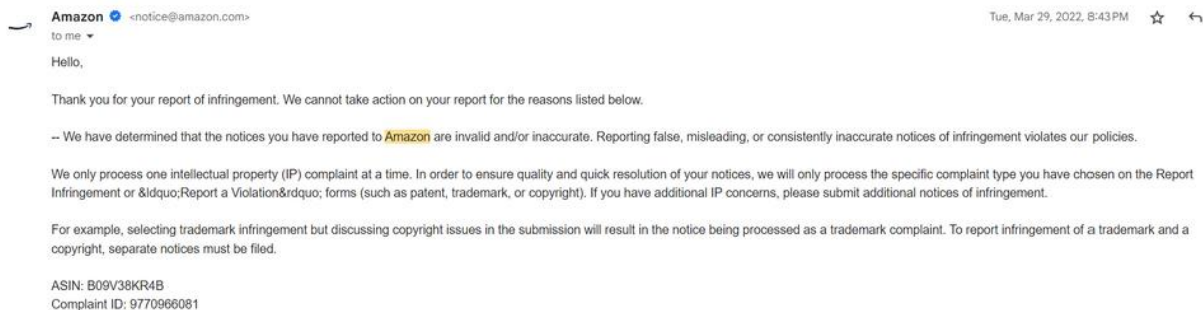 Amazon <notice@amazon.com>
Tue, Mar 29, 2022, 8:43 PM
to me
Hello,
Thank you for your report of infringement. We cannot take action on your report for the reasons listed below.
-- We have determined that the notices you have reported to Amazon are invalid and/or inaccurate. Reporting false, misleading, or consistently inaccurate notices of infringement violates our policies.
We only process one intellectual property (IP) complaint at a time. In order to ensure quality and quick resolution of your notices, we will only process the specific complaint type you have chosen on the Report
Infringement or &ldquo;Report a Violation&rdquo; forms (such as patent, trademark, or copyright). If you have additional IP concerns, please submit additional notices of infringement.
For example, selecting trademark infringement but discussing copyright issues in the submission will result in the notice being processed as a trademark complaint. To report infringement of a trademark and a
copyright, separate notices must be filed.
ASIN: B09V38KR4B
Complaint ID: 9770966081